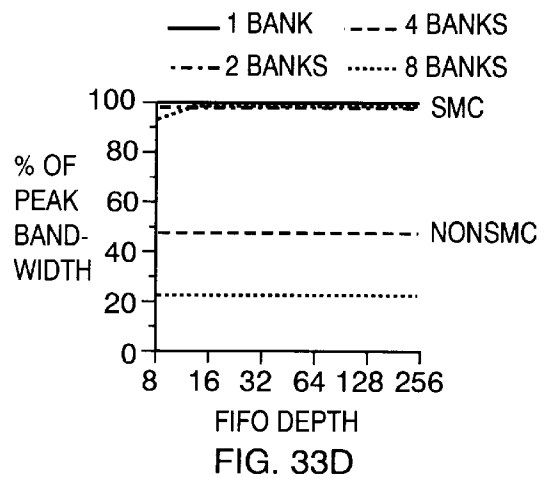 1 BANK 4 BANKS
2 BANKS 8 BANKS
100 SMC
80
% OF
PEAK
BAND-
WIDTH
60
NONSMC
40
20
0
8 16 32 64 128 256
FIFO DEPTH
FIG. 33D